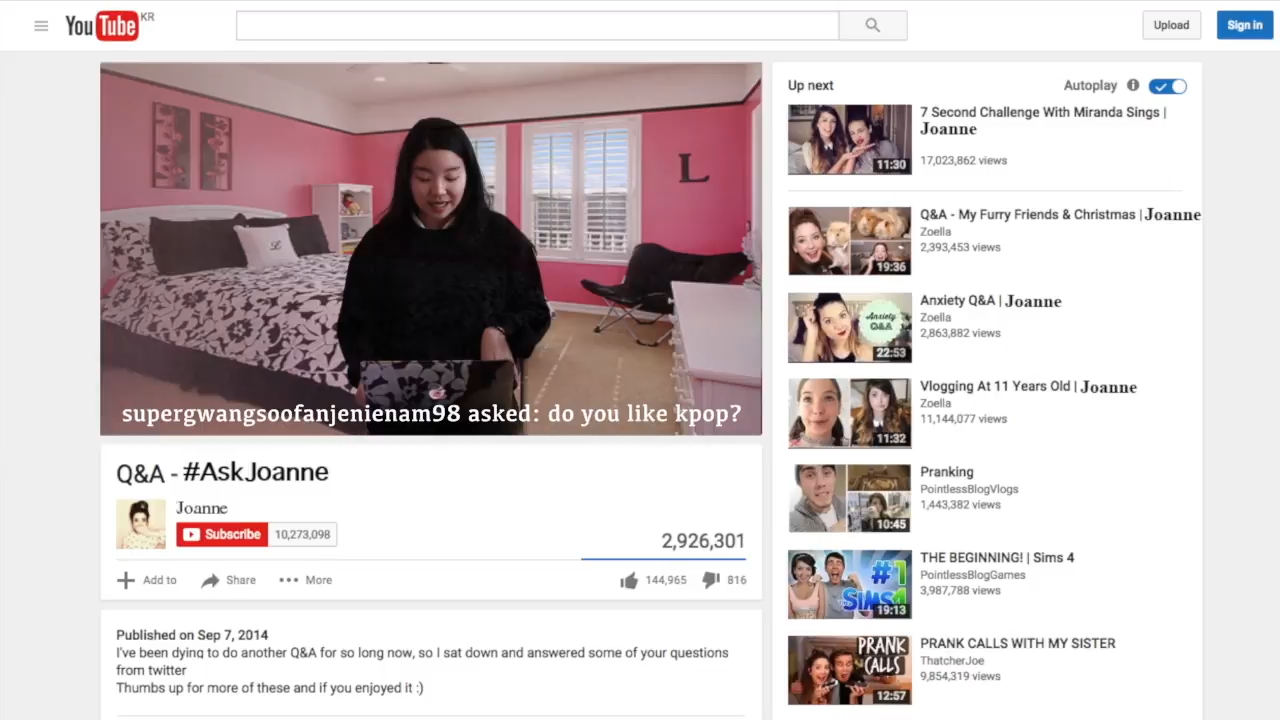 YouTube KR
Upload
Sign in
L
L
supergwangsoofanjenienam98 asked: do you like kpop?
Q&A - #AskJoanne
Joanne
Subscribe 10,273,098
2,926,301
Add to Share More 144,965 816
Published on Sep 7, 2014
I've been dying to do another Q&A for so long now, so I sat down and answered some of your questions
from twitter
Thumbs up for more of these and if you enjoyed it :)
Up next Autoplay
7 Second Challenge With Miranda Sings |
Joanne
17,023,862 views
11:30
Q&A - My Furry Friends & Christmas | Joanne
Zoella
2,393,453 views
19:36
Anxiety Q&A | Joanne
Zoella
2,863,882 views
Anxiety
Q&A
22:53
Vlogging At 11 Years Old | Joanne
Zoella
11,144,077 views
11:32
Pranking
PointlessBlogVlogs
1,443,382 views
10:45
THE BEGINNING! | Sims 4
PointlessBlogGames
3,987,788 views
#1
THE
SIMS4
19:13
PRANK CALLS WITH MY SISTER
ThatcherJoe
9,854,319 views
PRANK
CALLS
12:57